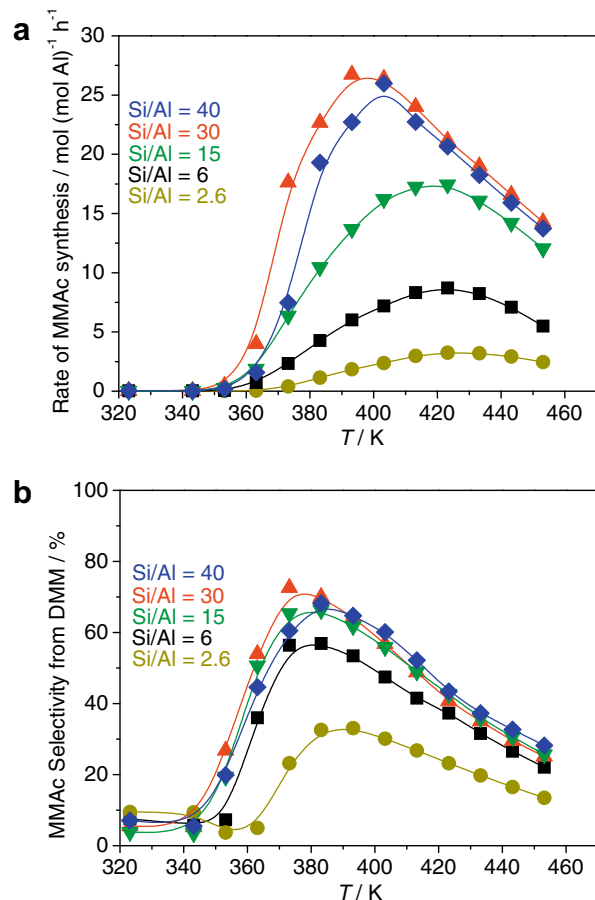 a
Rate of MMAc synthesis / mol (mol Al)⁻¹ h⁻¹
30
25
20
15
10
5
0
Si/Al = 40
Si/Al = 30
Si/Al = 15
Si/Al = 6
Si/Al = 2.6
320 340 360 380 400 420 440 460
T / K
b
MMAc Selectivity from DMM / %
100
80
60
40
20
0
Si/Al = 40
Si/Al = 30
Si/Al = 15
Si/Al = 6
Si/Al = 2.6
320 340 360 380 400 420 440 460
T / K